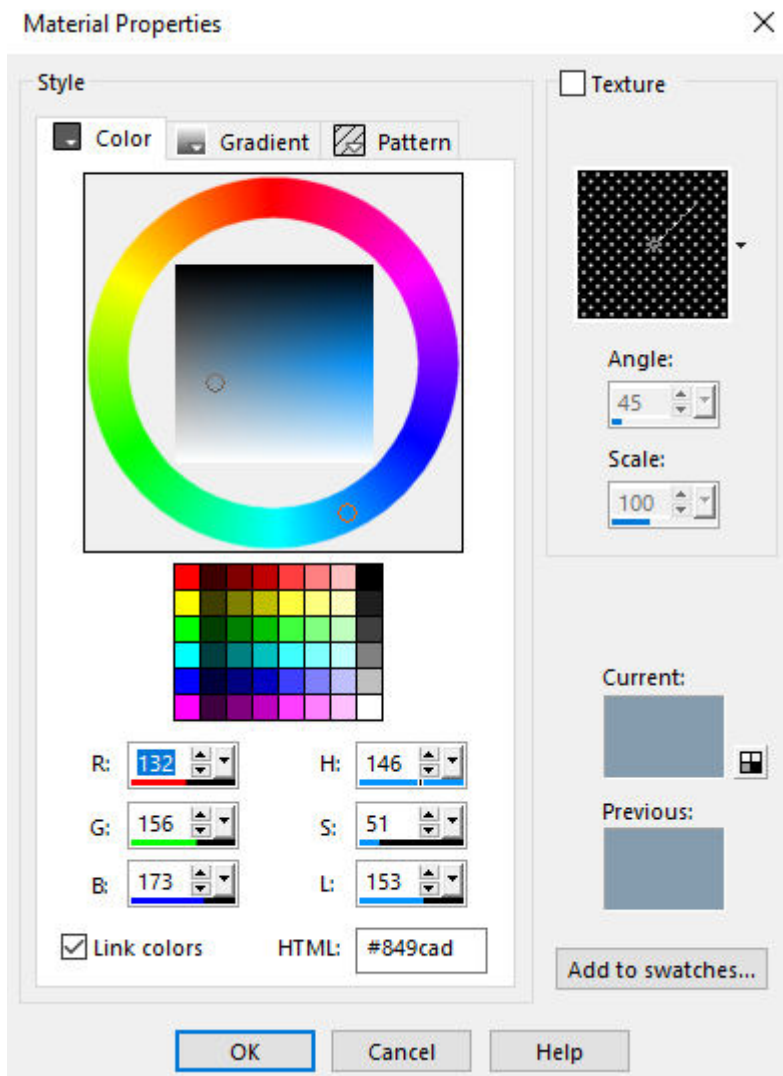 Material Properties
Style
Texture
Color Gradient Pattern
Angle:
45
Scale:
100
Current:
R: 132 H: 146
G: 156 S: 51
Previous:
B: 173 L: 153
Link colors HTML: #849cad
Add to swatches...
OK Cancel Help